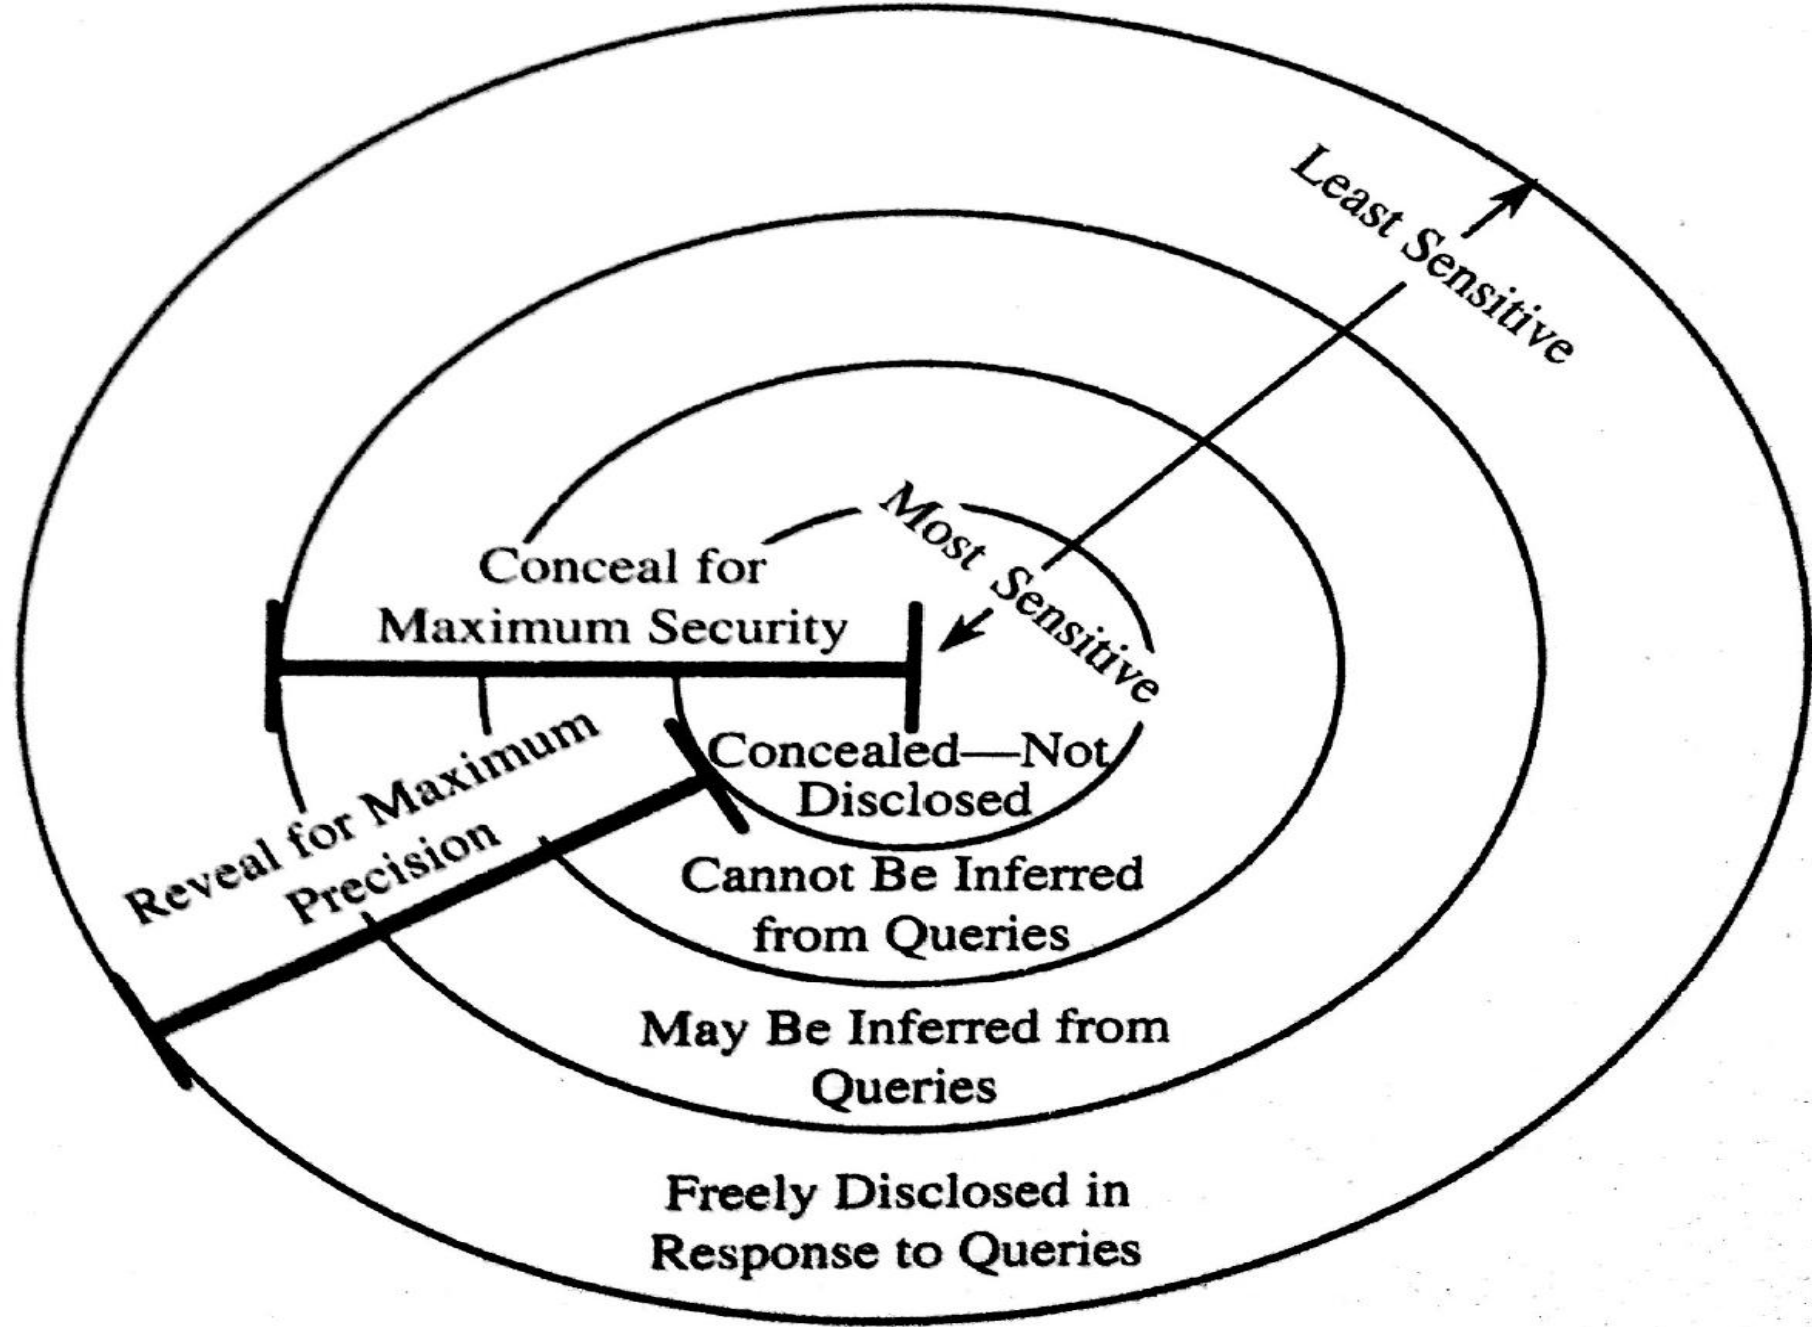 Least Sensitive
Most Sensitive
Conceal for
Maximum Security
Reveal for Maximum
Precision
Concealed—Not
Disclosed
Cannot Be Inferred
from Queries
May Be Inferred from
Queries
Freely Disclosed in
Response to Queries